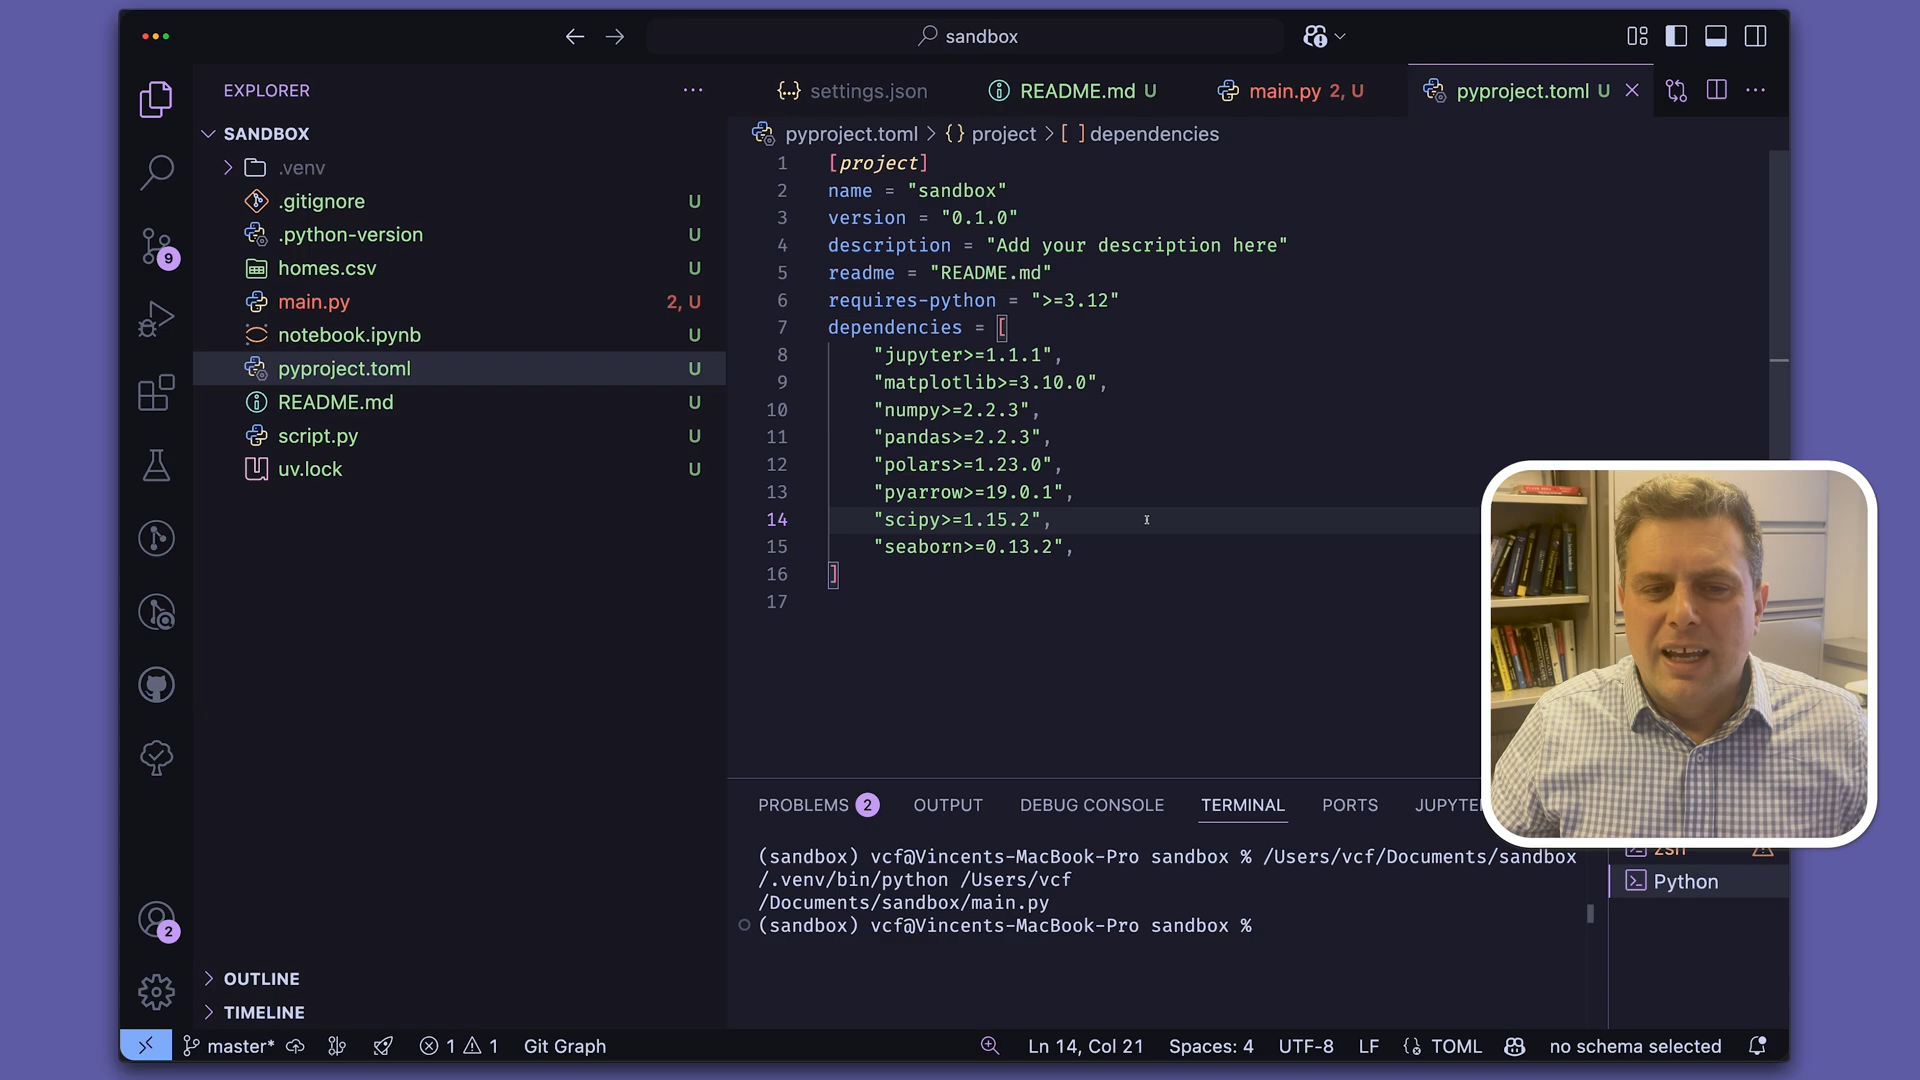 sandbox
EXPLORER
SANDBOX
.venv
.gitignore U
.python-version U
homes.csv U
main.py 2, U
notebook.ipynb U
pyproject.toml U
README.md U
script.py U
uv.lock U
OUTLINE
TIMELINE
9
2
settings.json
README.md U
main.py 2, U
pyproject.toml U
pyproject.toml > {} project > [ ] dependencies
1 [project]
2 name = "sandbox"
3 version = "0.1.0"
4 description = "Add your description here"
5 readme = "README.md"
6 requires-python = ">=3.12"
7 dependencies = [
8 "jupyter>=1.1.1",
9 "matplotlib>=3.10.0",
10 "numpy>=2.2.3",
11 "pandas>=2.2.3",
12 "polars>=1.23.0",
13 "pyarrow>=19.0.1",
14 "scipy>=1.15.2",
15 "seaborn>=0.13.2",
16 ]
17
PROBLEMS 2 OUTPUT DEBUG CONSOLE TERMINAL PORTS JUPYTE
(sandbox) vcf@Vincents-MacBook-Pro sandbox % /Users/vcf/Documents/sandbox
/.venv/bin/python /Users/vcf
/Documents/sandbox/main.py
(sandbox) vcf@Vincents-MacBook-Pro sandbox %
zsh
Python
master* 1 1 Git Graph
Ln 14, Col 21 Spaces: 4 UTF-8 LF {} TOML no schema selected